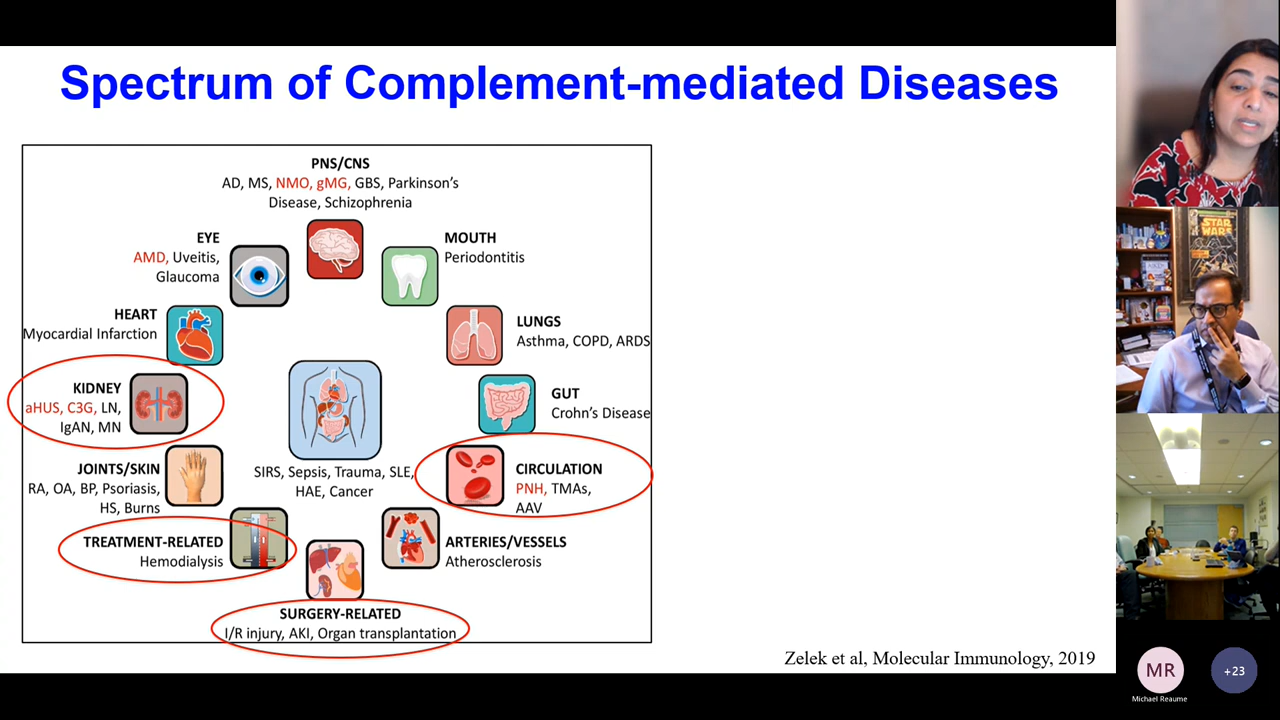 Spectrum of Complement-mediated Diseases
PNS/CNS
AD, MS, NMO, gMG, GBS, Parkinson's
Disease, Schizophrenia
EYE
AMD, Uveitis,
Glaucoma
MOUTH
Periodontitis
HEART
Myocardial Infarction
LUNGS
Asthma, COPD, ARDS
KIDNEY
aHUS, C3G, LN,
IgAN, MN
GUT
Crohn's Disease
JOINTS/SKIN
RA, OA, BP, Psoriasis,
HS, Burns
SIRS, Sepsis, Trauma, SLE,
HAE, Cancer
CIRCULATION
PNH, TMAs,
AAV
TREATMENT-RELATED
Hemodialysis
ARTERIES/VESSELS
Atherosclerosis
SURGERY-RELATED
I/R injury, AKI, Organ transplantation
Zelek et al, Molecular Immunology, 2019
STAR
WARS
MR
Michael Reaume
+23